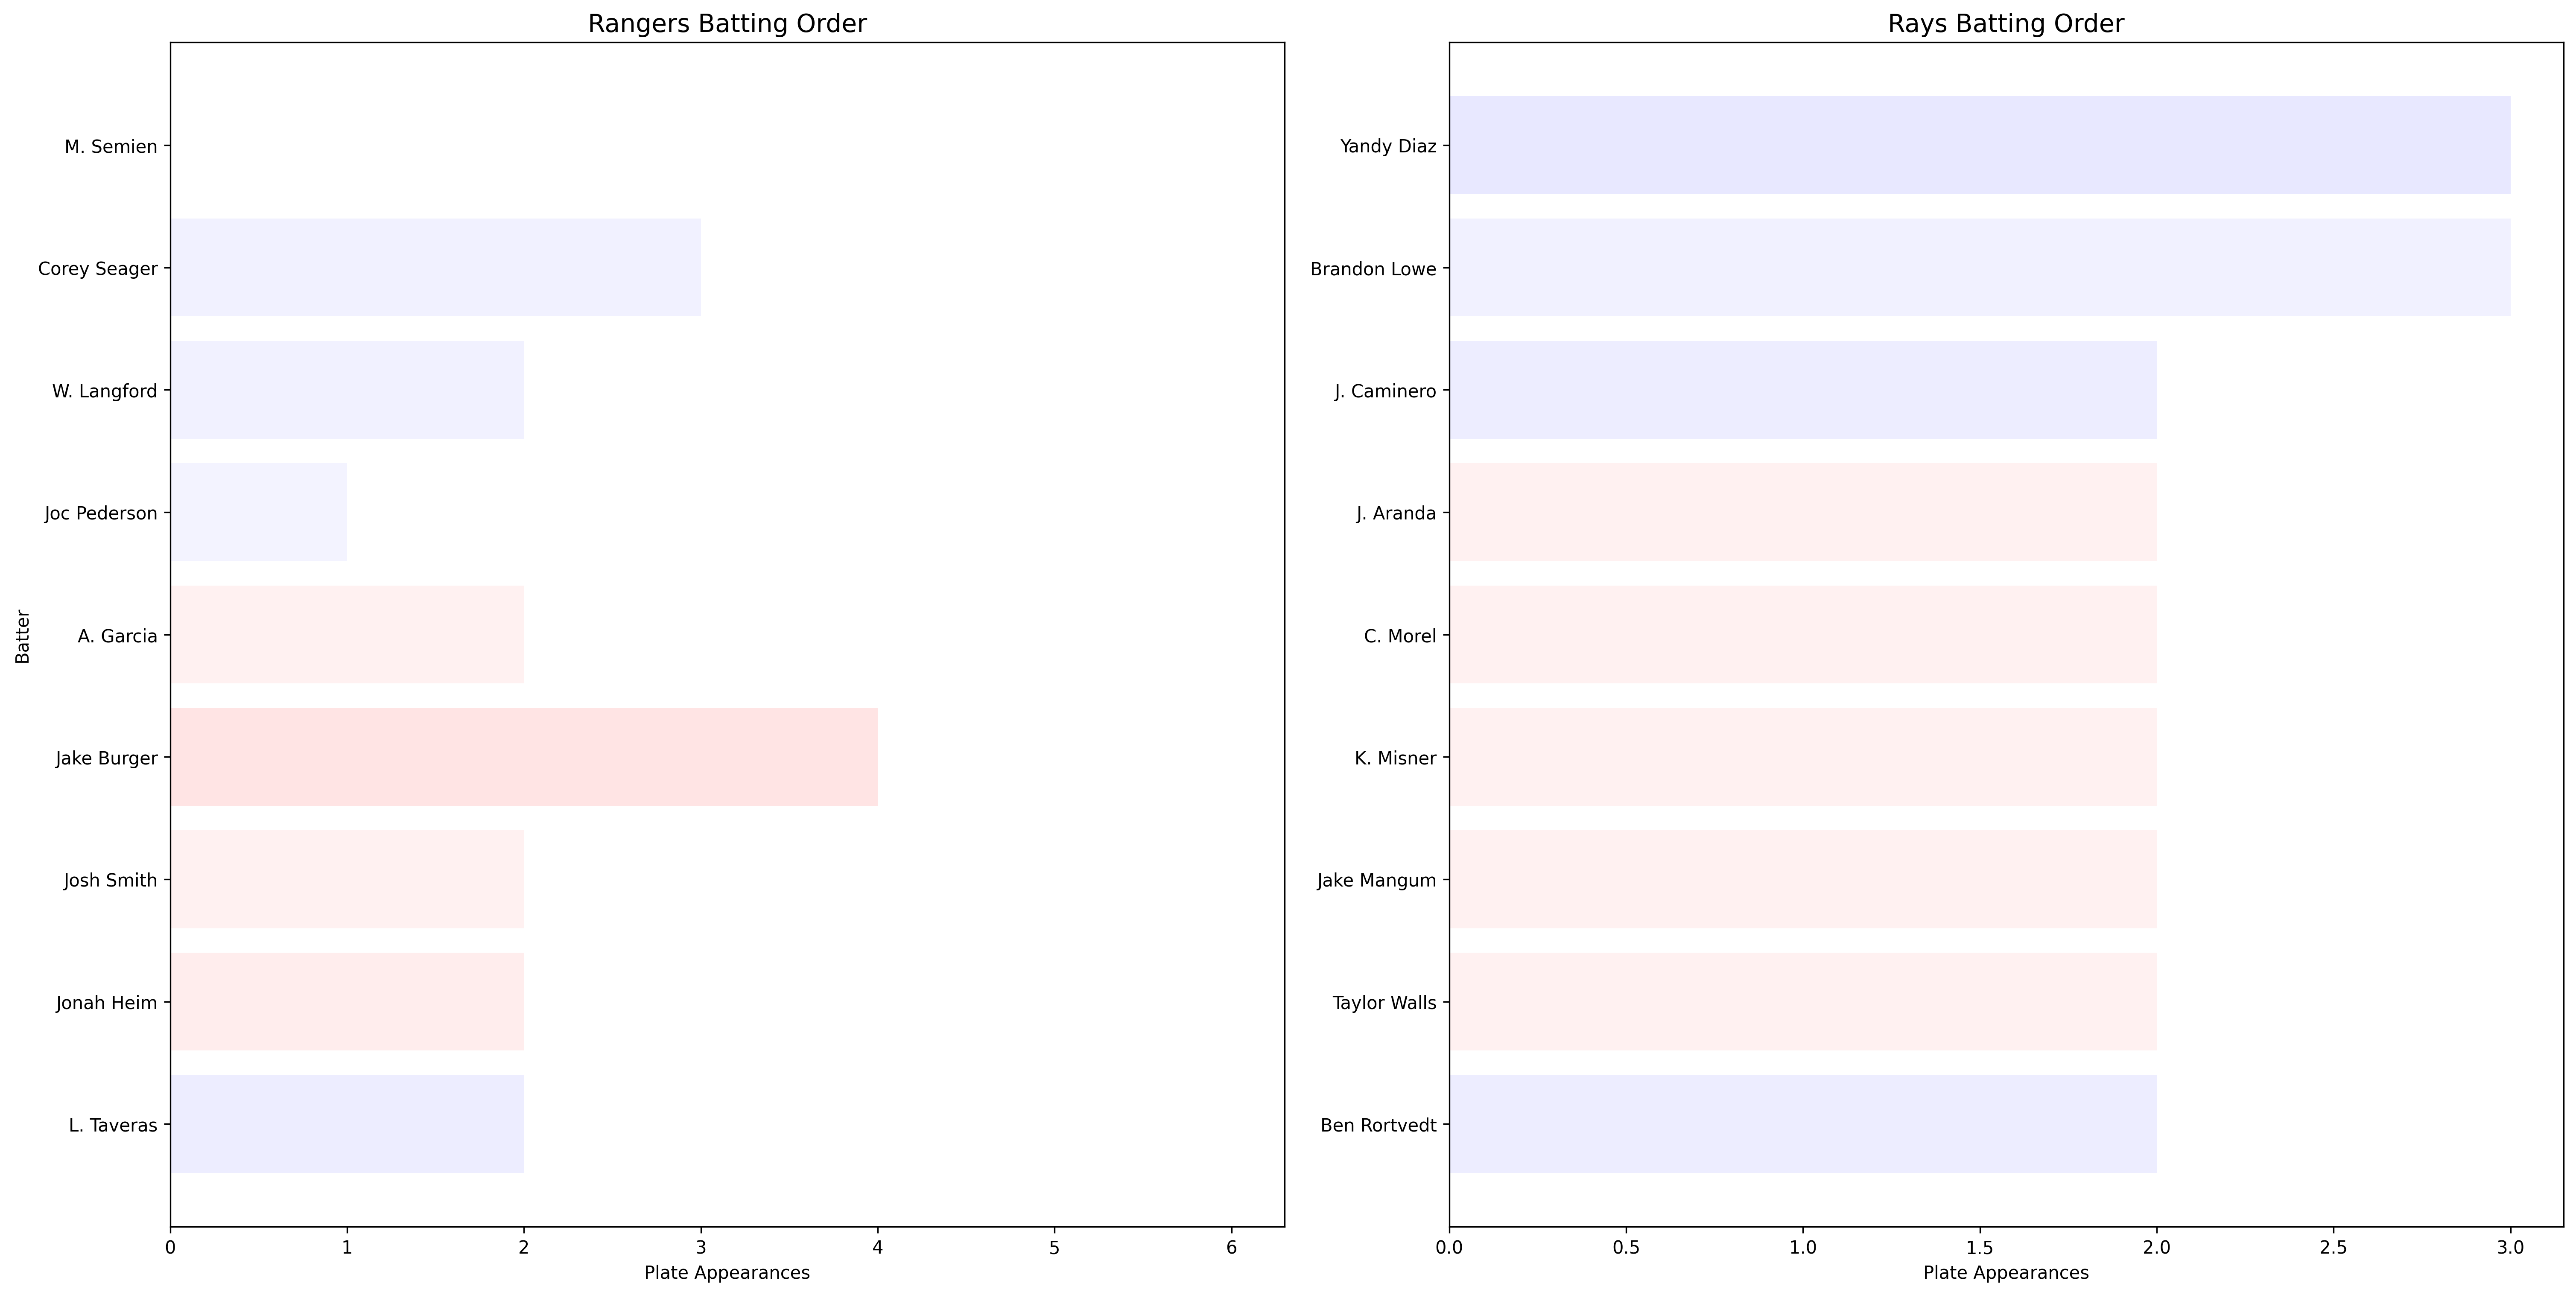 Rangers Batting Order
Batter
M. Semien
Corey Seager
W. Langford
Joc Pederson
A. Garcia
Jake Burger
Josh Smith
Jonah Heim
L. Taveras
0 1 2 3 4 5 6
Plate Appearances
Rays Batting Order
Yandy Diaz
Brandon Lowe
J. Caminero
J. Aranda
C. Morel
K. Misner
Jake Mangum
Taylor Walls
Ben Rortvedt
0.0 0.5 1.0 1.5 2.0 2.5 3.0
Plate Appearances